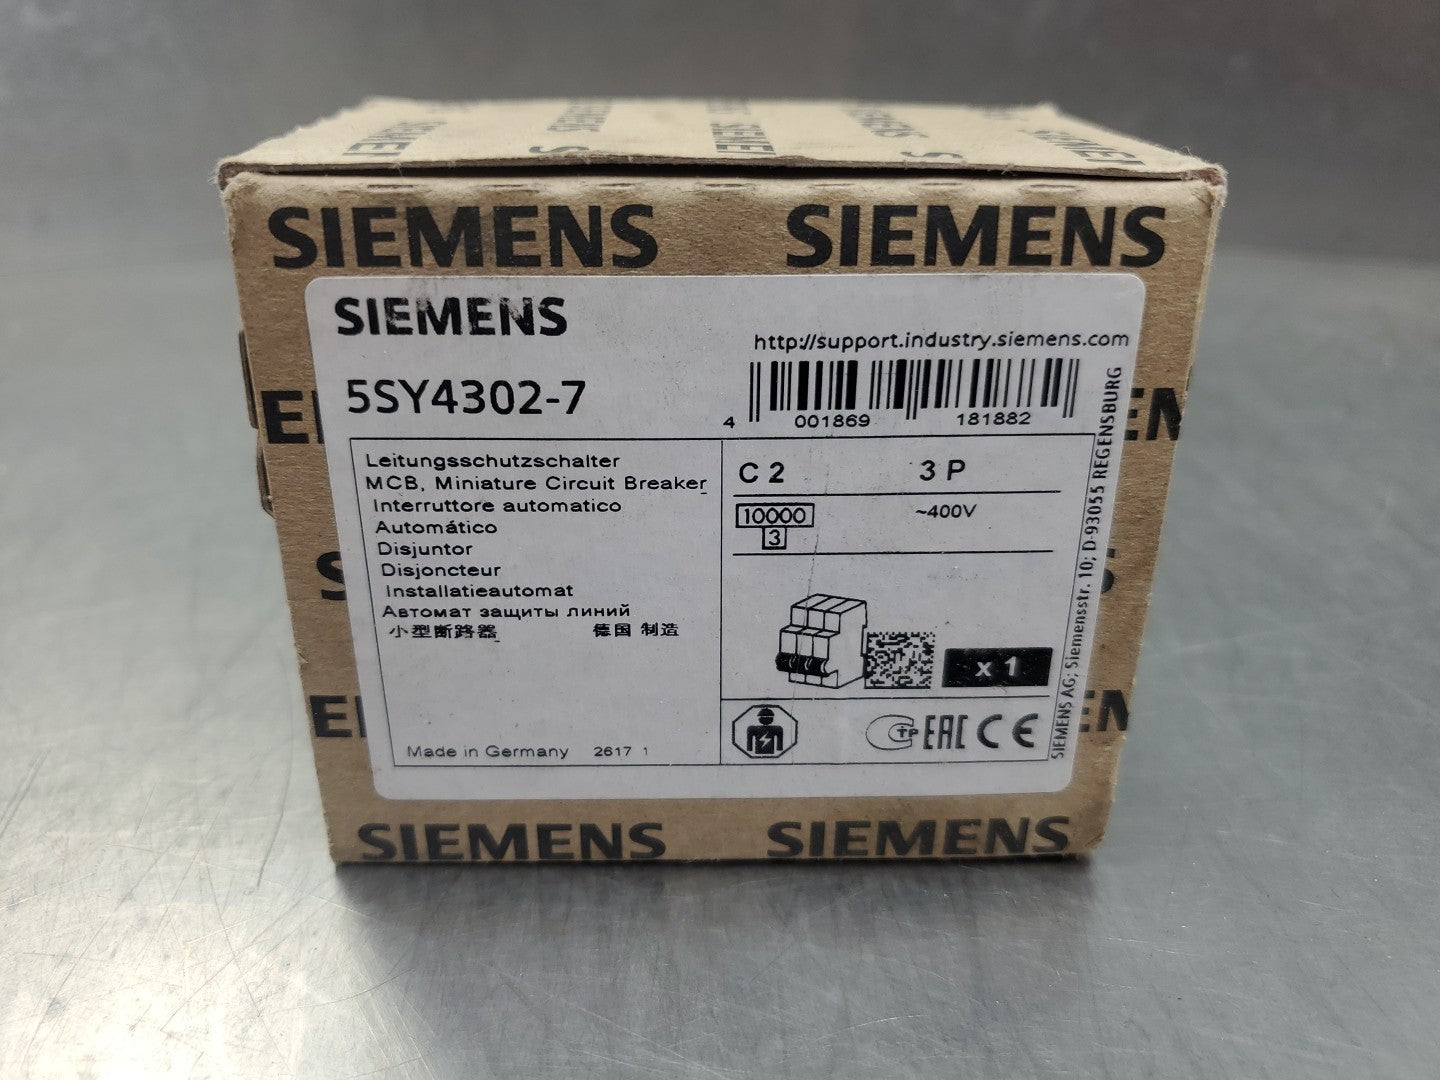 SIEMENS SIEMENS
SIEMENS
http://support.industry.siemens.com
5SY4302-7
4 001869 181882
Leitungsschutzschalter
MCB, Miniature Circuit Breaker
Interruttore automatico
Automático
Disjuntor
Disjoncteur
Installatieautomat
Автомат защиты линий
小型断路器 德国 制造
Made in Germany 2617 1
C 2 3 P
10000 ~400V
3
x 1
EAC CE
SIEMENS AG; Siemensstr. 10; D-93055 REGENSBURG
SIEMENS SIEMENS